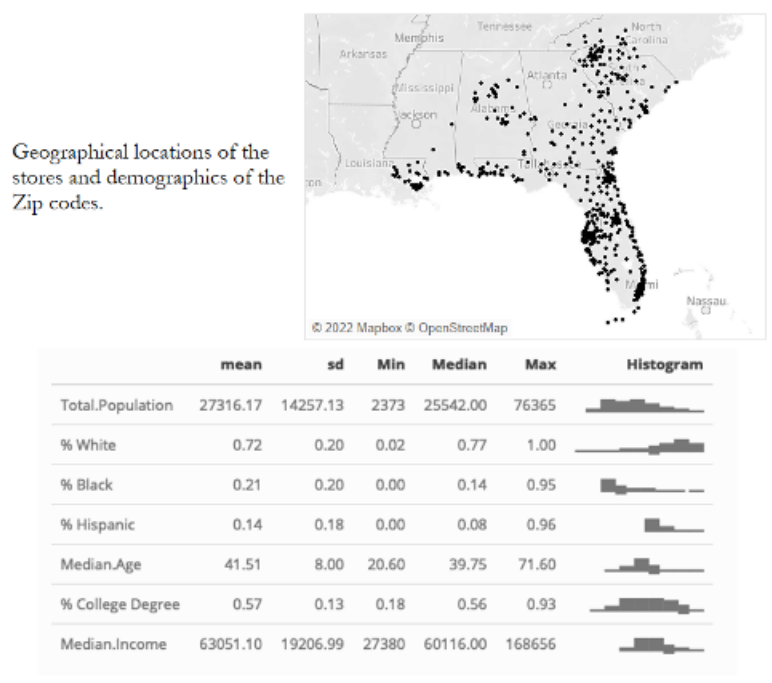 Tennessee
North
Memphis
Carolina
Arkansas
Atlanta
Mississippi
Alabama
Jackson
Georgia
Geographical locations of the
stores and demographics of the
Zip codes.
Louisiana
ton
Miami
Nassau
© 2022 Mapbox © OpenStreetMap
mean sd Min Median Max Histogram
Total.Population 27316.17 14257.13 2373 25542.00 76365
% White 0.72 0.20 0.02 0.77 1.00
% Black 0.21 0.20 0.00 0.14 0.95
% Hispanic 0.14 0.18 0.00 0.08 0.96
Median.Age 41.51 8.00 20.60 39.75 71.60
% College Degree 0.57 0.13 0.18 0.56 0.93
Median.Income 63051.10 19206.99 27380 60116.00 168656